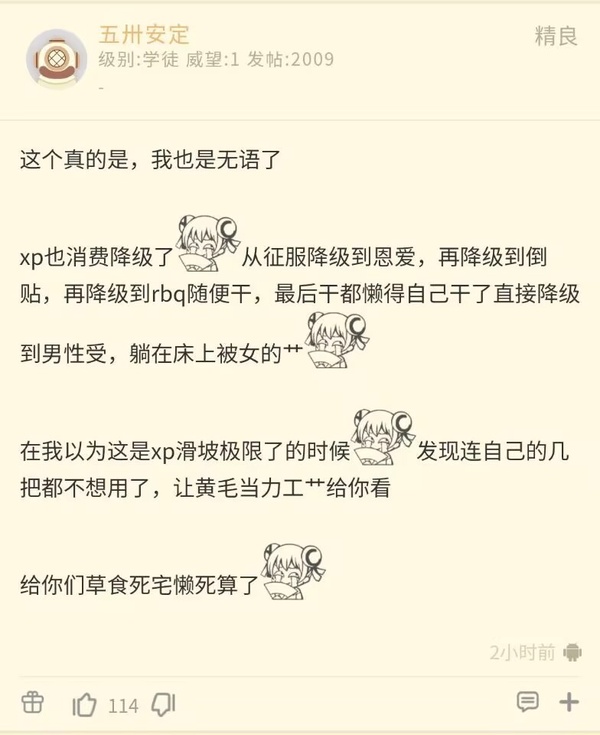 五卅安定
精良
级别:学徒 威望:1 发帖:2009
-
这个真的是，我也是无语了
xp也消费降级了从征服降级到恩爱，再降级到倒
贴，再降级到rbq随便干，最后干都懒得自己干了直接降级
到男性受，躺在床上被女的艹
在我以为这是xp滑坡极限了的时候发现连自己的几
把都不想用了，让黄毛当力工艹给你看
给你们草食死宅懒死算了
2小时前
114